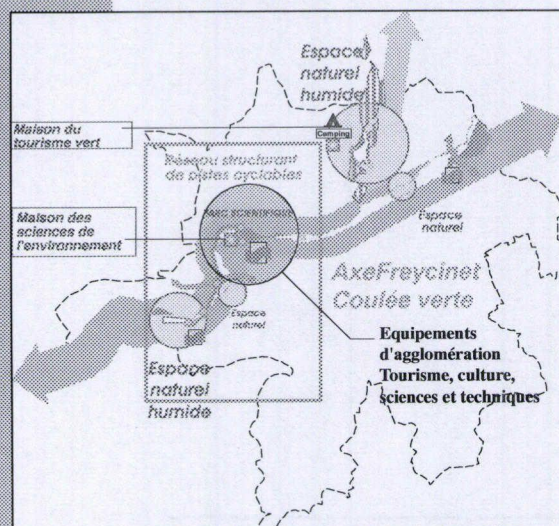 Espace
naturel
humide
Maison du
tourisme vert
Camping
Réseau structurant
de pistes cyclables
PARC SCIENTIFIQUE
Maison des
sciences de
l'environnement
Espace
naturel
AxeFreycinet
Coulée verte
Espace
naturel
Equipements
d'agglomération
Tourisme, culture,
sciences et techniques
Espace
naturel
humide